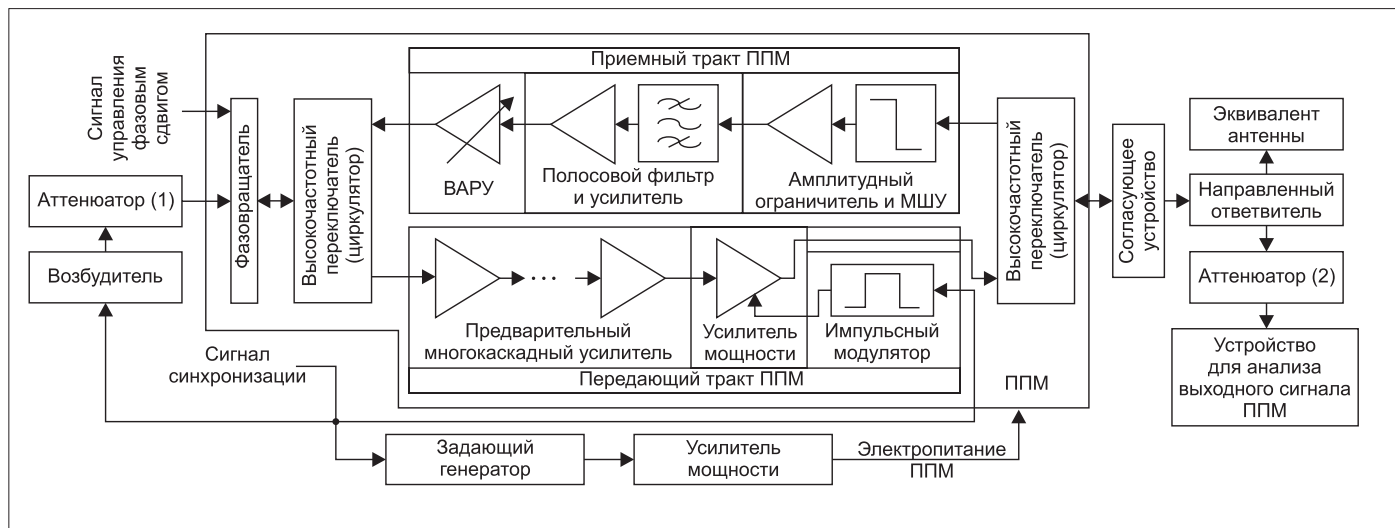 Сигнал
управления
фазовым
сдвигом
Аттенюатор (1)
Возбудитель
Фазовращатель
Высокочастотный
переключатель
(циркулятор)
Приемный тракт ППМ
ВАРУ
Полосовой фильтр
и усилитель
Амплитудный
ограничитель и МШУ
Предварительный
многокаскадный усилитель
Усилитель
мощности
Импульсный
модулятор
Передающий тракт ППМ
Высокочастотный
переключатель
(циркулятор)
ППМ
Согласующее
устройство
Эквивалент
антенны
Направленный
ответвитель
Аттенюатор (2)
Устройство
для анализа
выходного сигнала
ППМ
Сигнал
синхронизации
Задающий
генератор
Усилитель
мощности
Электропитание
ППМ